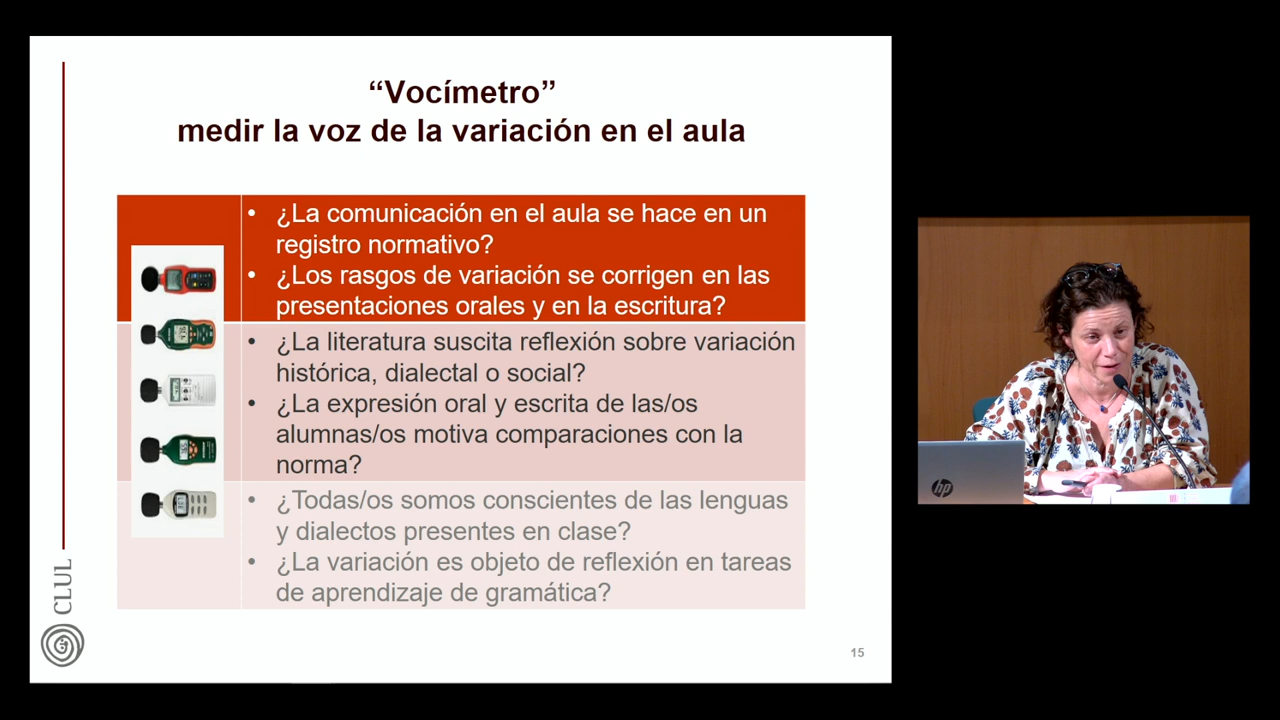 “Vocímetro”
medir la voz de la variación en el aula
• ¿La comunicación en el aula se hace en un
registro normativo?
• ¿Los rasgos de variación se corrigen en las
presentaciones orales y en la escritura?
• ¿La literatura suscita reflexión sobre variación
histórica, dialectal o social?
• ¿La expresión oral y escrita de las/os
alumnas/os motiva comparaciones con la
norma?
• ¿Todas/os somos conscientes de las lenguas
y dialectos presentes en clase?
• ¿La variación es objeto de reflexión en tareas
de aprendizaje de gramática?
CLUL
15
hp